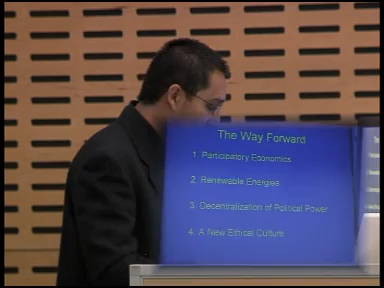 The Way Forward
1. Participatory Economics
2. Renewable Energies
3. Decentralization of Political Power
4. A New Ethical Culture